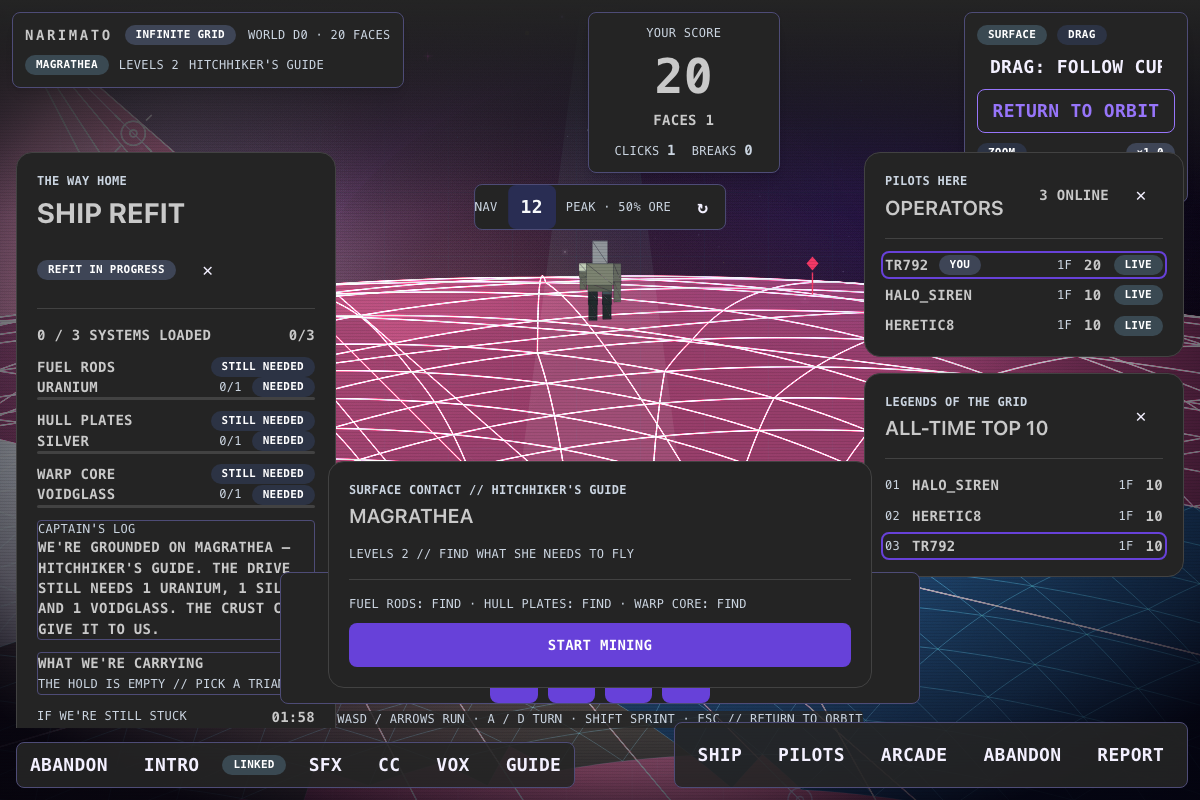 NARIMATO INFINITE GRID WORLD D0 · 20 FACES
MAGRATHEA LEVELS 2 HITCHHIKER'S GUIDE
YOUR SCORE
20
FACES 1
CLICKS 1 BREAKS 0
SURFACE DRAG
DRAG: FOLLOW
RETURN TO ORBIT
NAV 12 PEAK · 50% ORE ↻
THE WAY HOME
SHIP REFIT
REFIT IN PROGRESS ×
0 / 3 SYSTEMS LOADED 0/3
FUEL RODS STILL NEEDED
URANIUM 0/1 NEEDED
HULL PLATES STILL NEEDED
SILVER 0/1 NEEDED
WARP CORE STILL NEEDED
VOIDGLASS 0/1 NEEDED
CAPTAIN'S LOG
WE'RE GROUNDED ON MAGRATHEA —
HITCHHIKER'S GUIDE. THE DRIVE
STILL NEEDS 1 URANIUM, 1
AND 1 VOIDGLASS. THE CRUST
GIVE IT TO US.
WHAT WE'RE CARRYING
THE HOLD IS EMPTY // PICK A
IF WE'RE STILL STUCK 01:58
PILOTS HERE
OPERATORS 3 ONLINE ×
TR792 YOU 1F 20 LIVE
HALO_SIREN 1F 10 LIVE
HERETIC8 1F 10 LIVE
LEGENDS OF THE GRID
ALL-TIME TOP 10 ×
01 HALO_SIREN 1F 10
02 HERETIC8 1F 10
03 TR792 1F 10
SURFACE CONTACT // HITCHHIKER'S GUIDE
MAGRATHEA
LEVELS 2 // FIND WHAT SHE NEEDS TO FLY
FUEL RODS: FIND · HULL PLATES: FIND · WARP CORE: FIND
START MINING
WASD / ARROWS RUN · A / D TURN · SHIFT SPRINT · ESC // RETURN TO ORBIT
ABANDON INTRO LINKED SFX CC VOX GUIDE
SHIP PILOTS ARCADE ABANDON REPORT